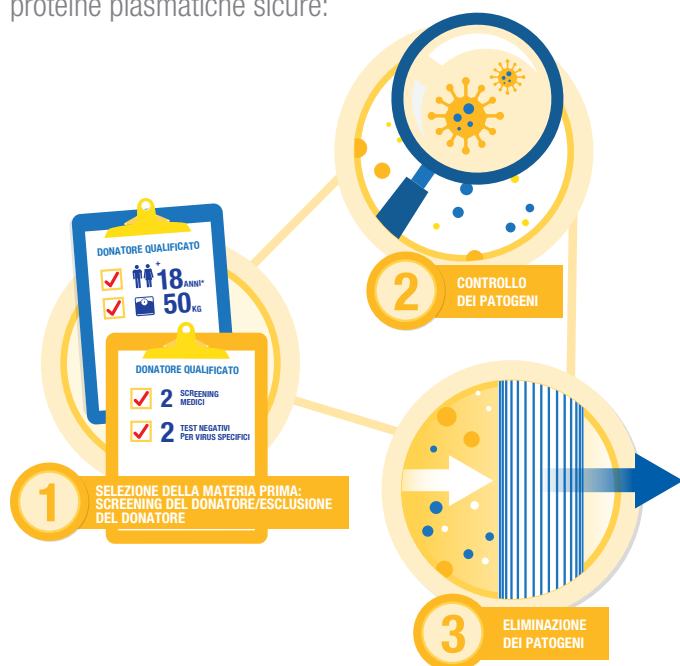 proteine plasmatiche sicure:
DONATORE QUALIFICATO
+
18 ANNI*
50 KG
DONATORE QUALIFICATO
2 SCREENING
MEDICI
2 TEST NEGATIVI
PER VIRUS SPECIFICI
1
SELEZIONE DELLA MATERIA PRIMA:
SCREENING DEL DONATORE/ESCLUSIONE
DEL DONATORE
2
CONTROLLO
DEI PATOGENI
3
ELIMINAZIONE
DEI PATOGENI